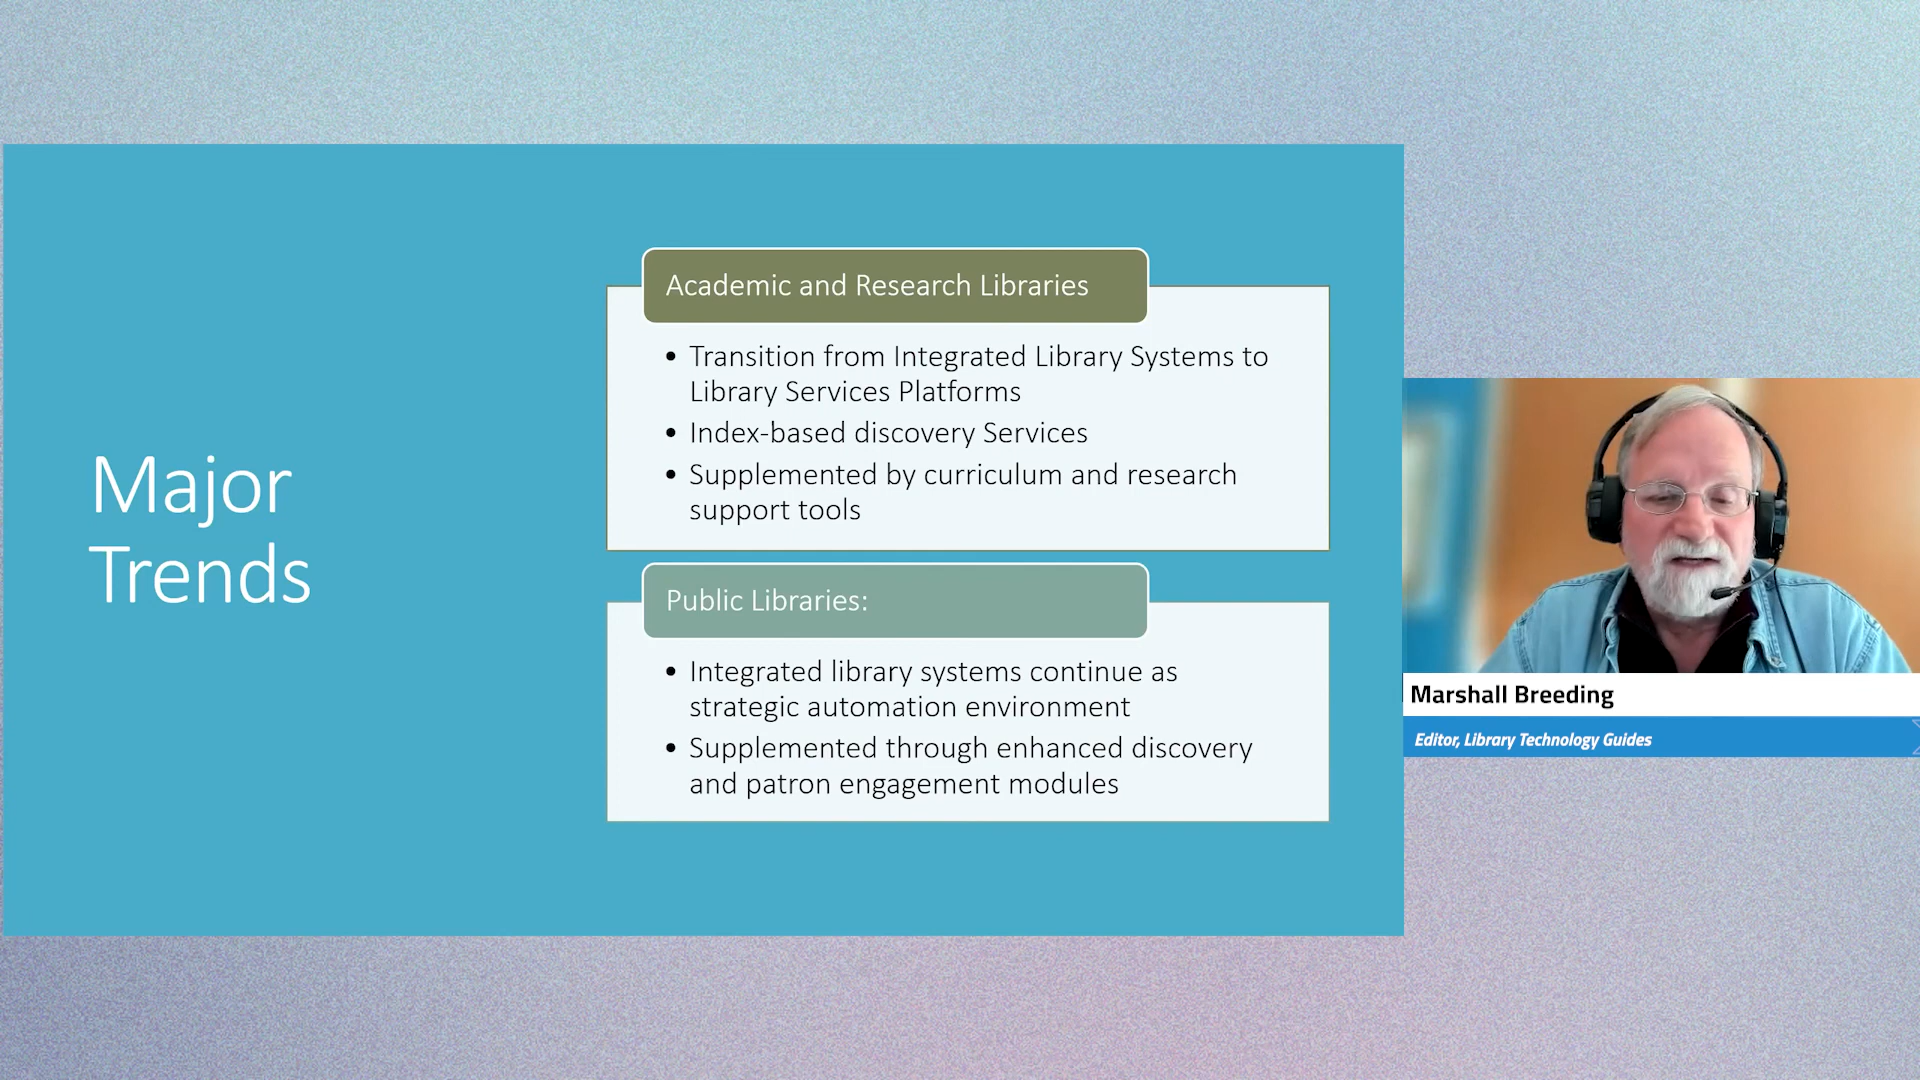 Major
Trends
Academic and Research Libraries
• Transition from Integrated Library Systems to
Library Services Platforms
• Index-based discovery Services
• Supplemented by curriculum and research
support tools
Public Libraries:
• Integrated library systems continue as
strategic automation environment
• Supplemented through enhanced discovery
and patron engagement modules
Marshall Breeding
Editor, Library Technology Guides